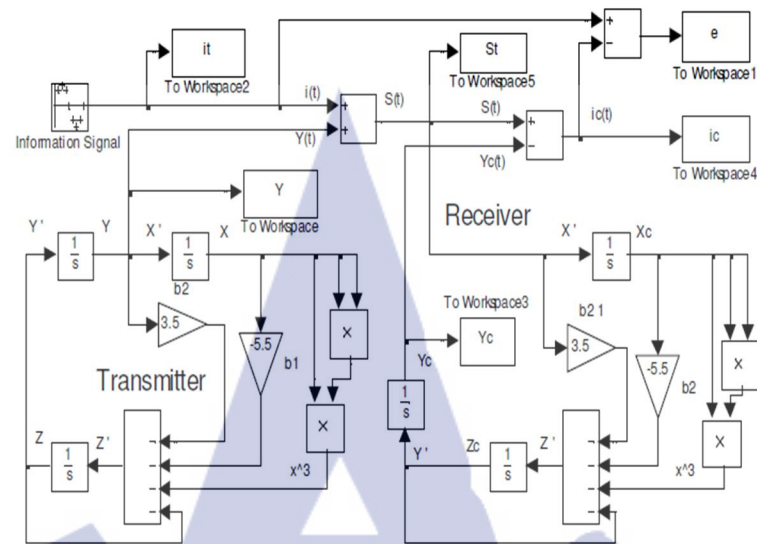 it
To Workspace2
St
To Workspace5
e
To Workspace1
Information Signal
i(t)
Y(t)
S(t)
S(t)
Yc(t)
ic(t)
ic
To Workspace4
Y
To Workspace
Receiver
Y '
1
s
Y
X '
1
s
X
X '
1
s
Xc
b2
3.5
-5.5
b1
x
x
x^3
Transmitter
Z
1
s
Z '
To Workspace3
Yc
Yc
1
s
Y '
b2 1
3.5
-5.5
b2
x
x
x^3
Zc
1
s
Z '